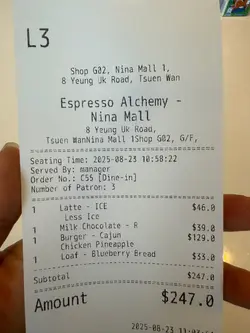 L3
Shop G02, Nina Mall 1,
8 Yeung Uk Road, Tsuen Wan
Espresso Alchemy -
Nina Mall
8 Yeung Uk Road,
Tsuen WanNina Mall 1Shop G02, G/F,
Seating Time: 2025-08-23 10:58:22
Served By: manager
Order No.: C55 [Dine-in]
Number of Patron: 3
1 Latte - ICE $46.0
Less Ice
1 Milk Chocolate - R $39.0
1 Burger - Cajun $129.0
Chicken Pineapple
1 Loaf - Blueberry Bread $33.0
Subtotal $247.0
Amount $247.0
2025-08-23 11:03